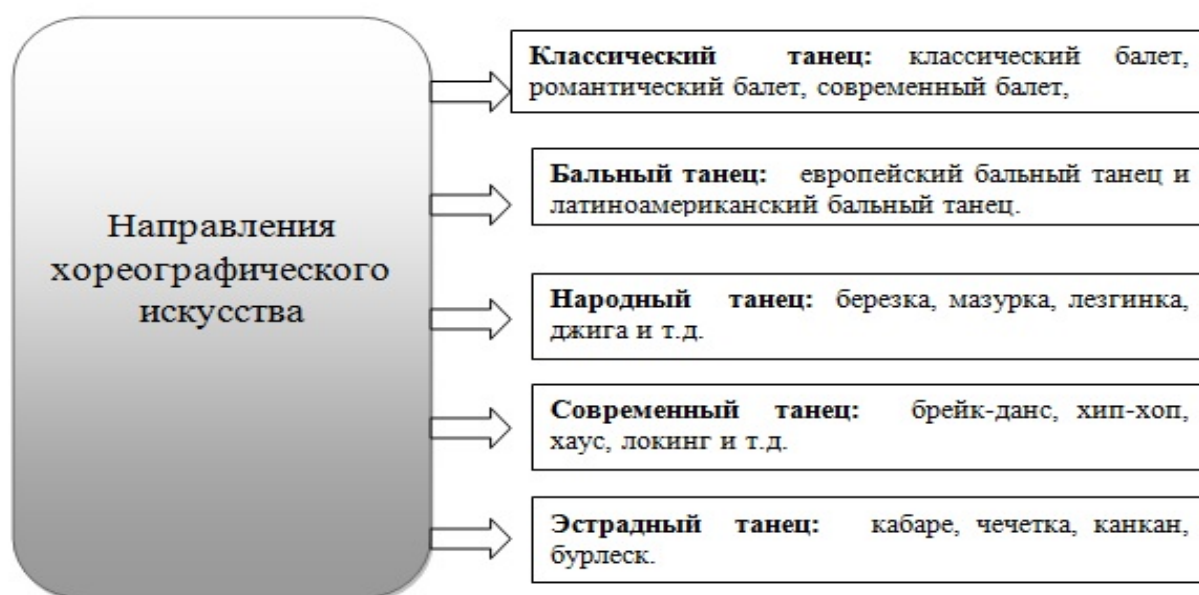 Направления
хореографического
искусства
Классический танец: классический балет,
романтический балет, современный балет,
Бальный танец: европейский бальный танец и
латиноамериканский бальный танец.
Народный танец: березка, мазурка, лезгинка,
джига и т.д.
Современный танец: брейк-данс, хип-хоп,
хаус, локинг и т.д.
Эстрадный танец: кабаре, чечетка, канкан,
бурлеск.